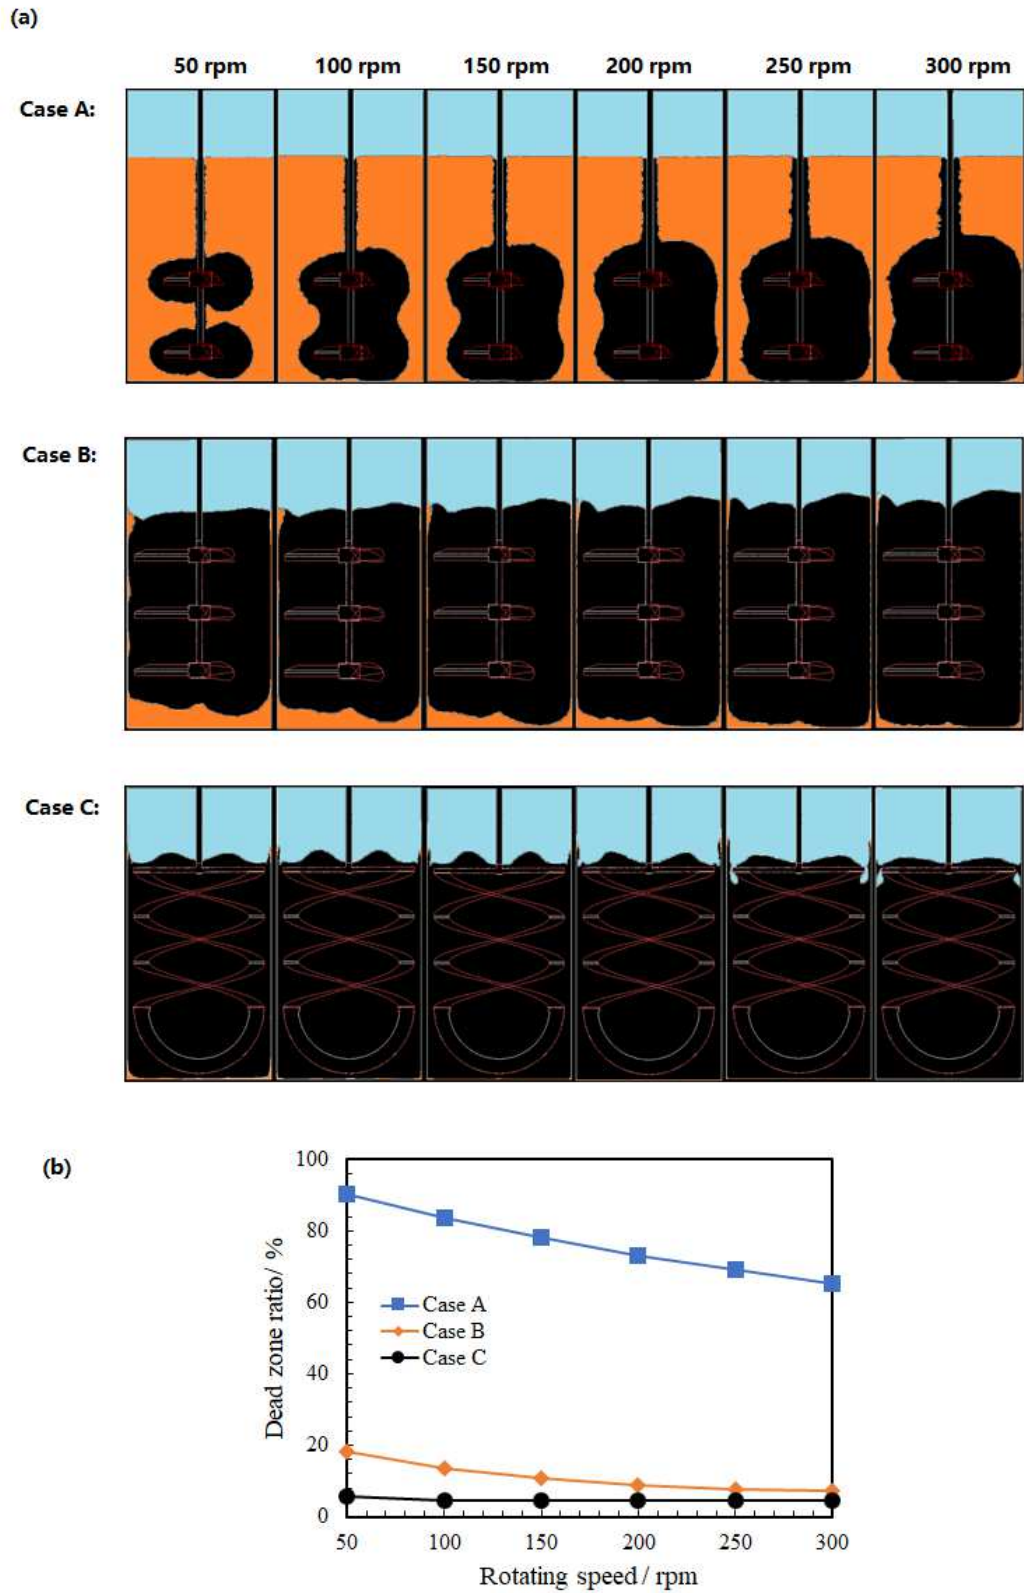 (a)
50 rpm 100 rpm 150 rpm 200 rpm 250 rpm 300 rpm
Case A:
Case B:
Case C:
(b)
100
80
60
40
20
0
Dead zone ratio/ %
Case A
Case B
Case C
50 100 150 200 250 300
Rotating speed / rpm